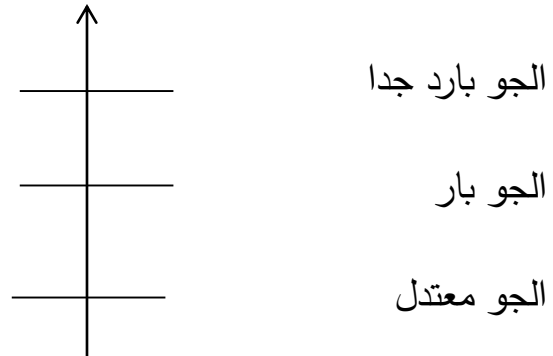 الجو بارد جدا
الجو بار
الجو معتدل